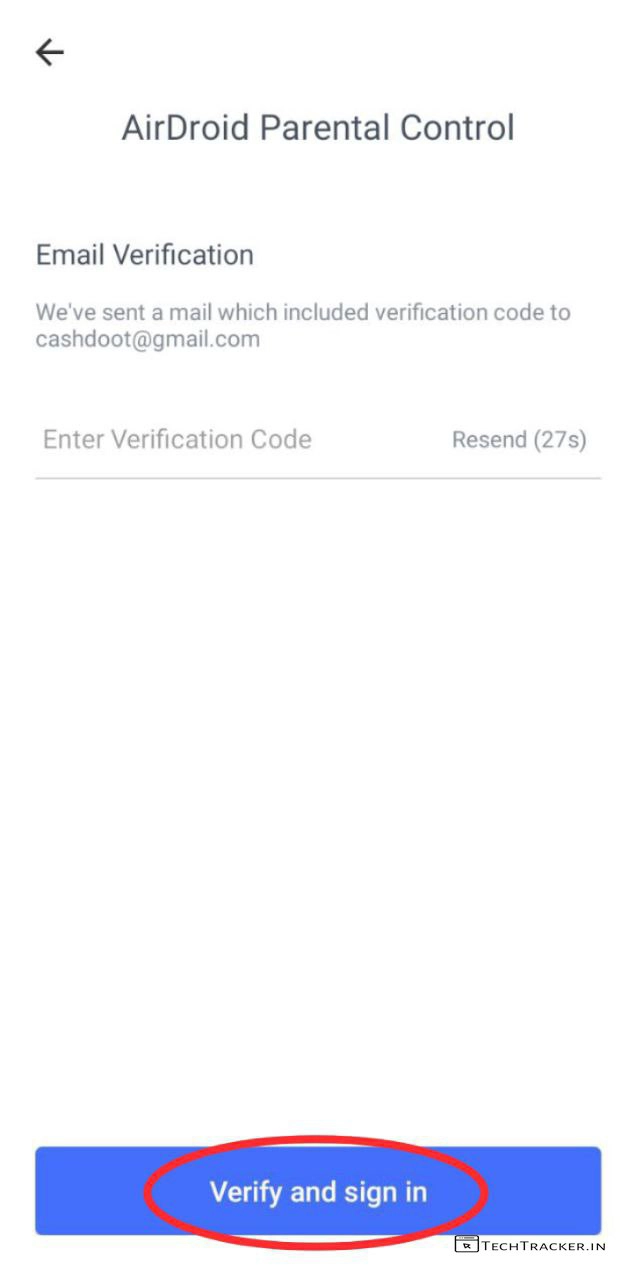 AirDroid Parental Control
Email Verification
We've sent a mail which included verification code to
cashdoot@gmail.com
Enter Verification Code Resend (27s)
Verify and sign in
TECHTRACKER.IN